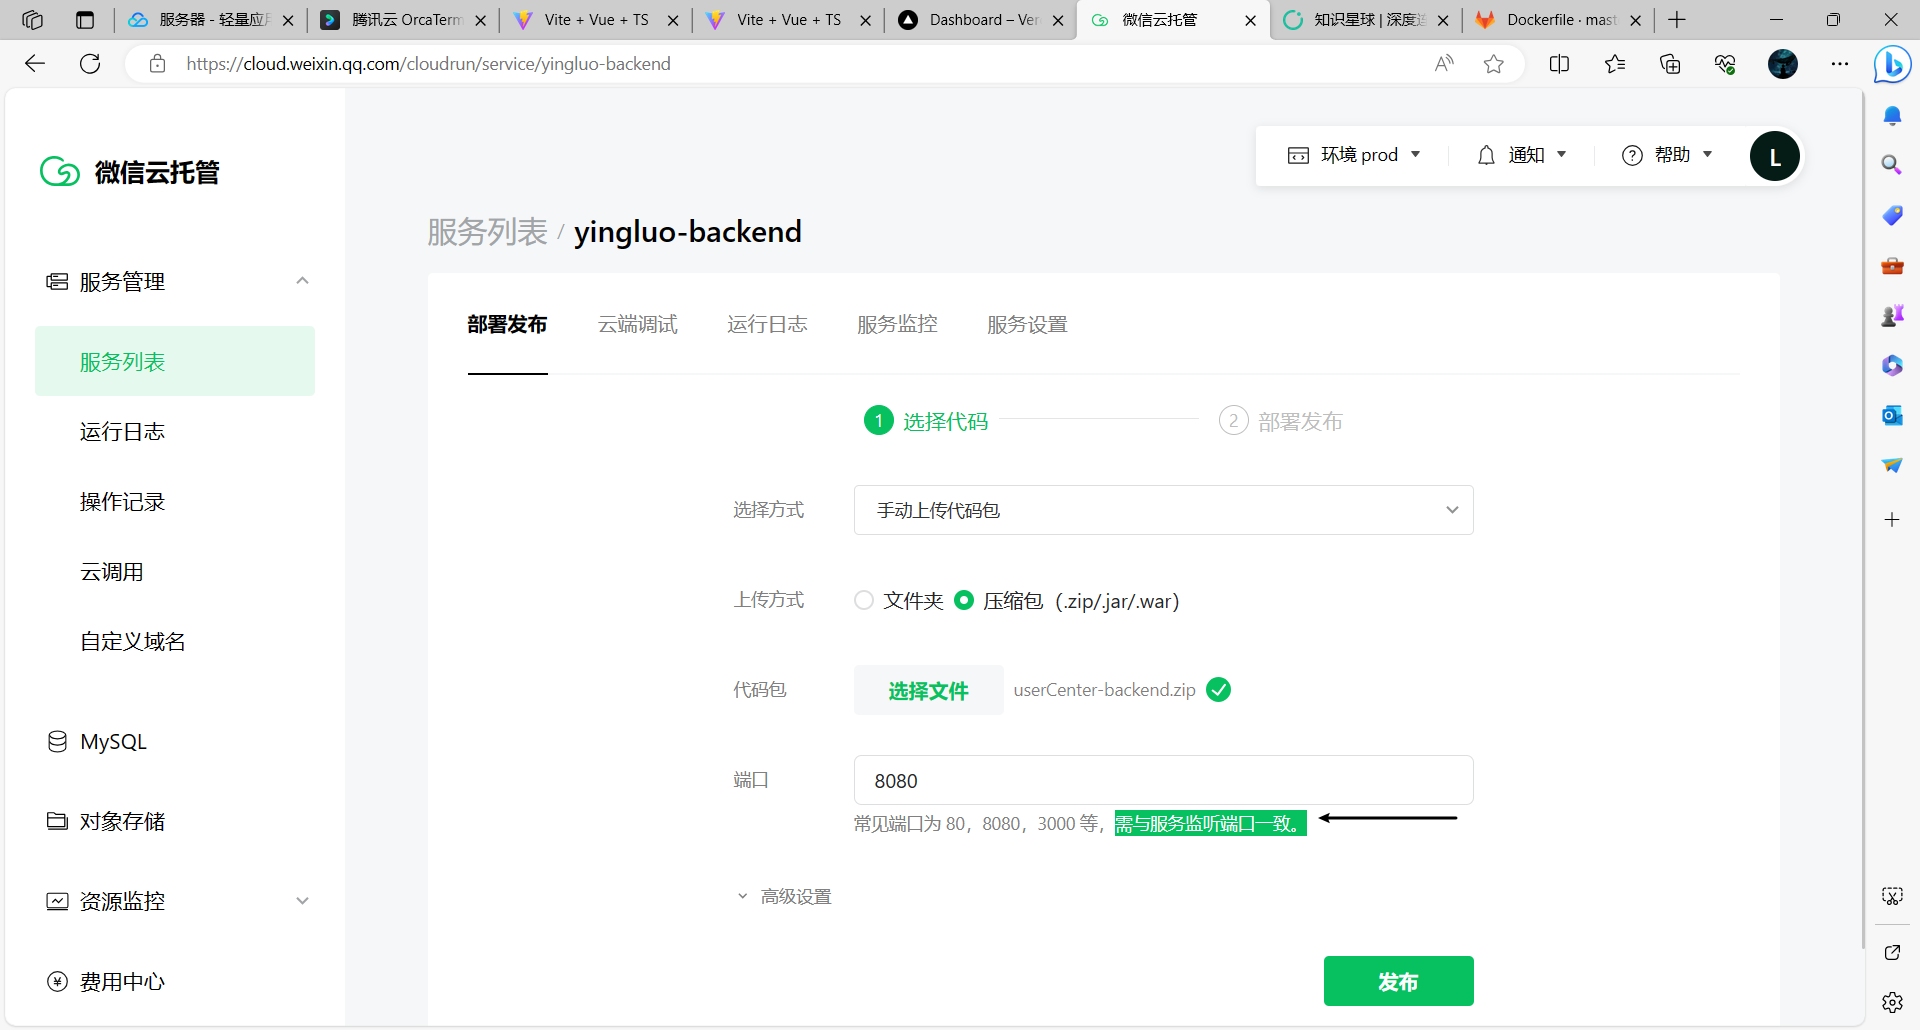 服务器 - 轻量应用
腾讯云 OrcaTerm
Vite + Vue + TS
Vite + Vue + TS
Dashboard – Ver
微信云托管
知识星球 | 深度连
Dockerfile · mast
https://cloud.weixin.qq.com/cloudrun/service/yingluo-backend
微信云托管
环境 prod
通知
帮助
L
服务列表 / yingluo-backend
服务管理
服务列表
运行日志
操作记录
云调用
自定义域名
MySQL
对象存储
资源监控
费用中心
部署发布
云端调试
运行日志
服务监控
服务设置
1 选择代码
2 部署发布
选择方式
手动上传代码包
上传方式
文件夹
压缩包（.zip/.jar/.war）
代码包
选择文件
userCenter-backend.zip
端口
8080
常见端口为 80，8080，3000 等，需与服务监听端口一致。
高级设置
发布